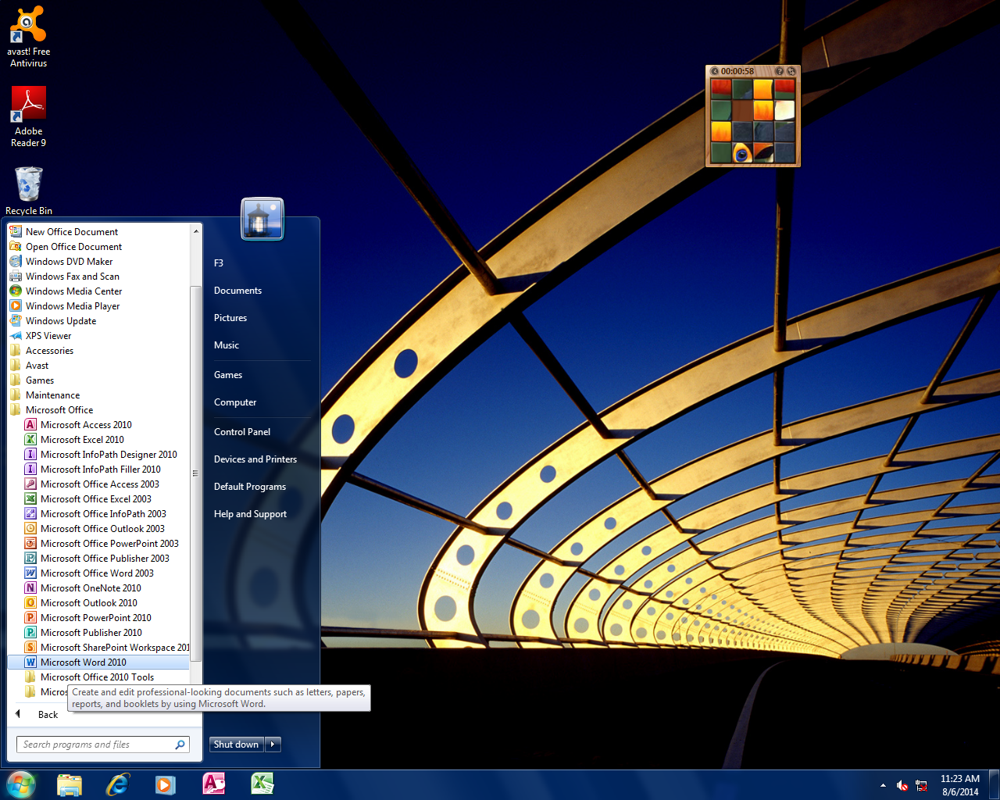 avast! Free
Antivirus
Adobe
Reader 9
Recycle Bin
00:00:58
?
New Office Document
Open Office Document
Windows DVD Maker
Windows Fax and Scan
Windows Media Center
Windows Media Player
Windows Update
XPS Viewer
Accessories
Avast
Games
Maintenance
Microsoft Office
Microsoft Access 2010
Microsoft Excel 2010
Microsoft InfoPath Designer 2010
Microsoft InfoPath Filler 2010
Microsoft Office Access 2003
Microsoft Office Excel 2003
Microsoft Office InfoPath 2003
Microsoft Office Outlook 2003
Microsoft Office PowerPoint 2003
Microsoft Office Publisher 2003
Microsoft Office Word 2003
Microsoft OneNote 2010
Microsoft Outlook 2010
Microsoft PowerPoint 2010
Microsoft Publisher 2010
Microsoft SharePoint Workspace 201
Microsoft Word 2010
Microsoft Office 2010 Tools
Micros
Create and edit professional-looking documents such as letters, papers,
reports, and booklets by using Microsoft Word.
Back
Search programs and files
F3
Documents
Pictures
Music
Games
Computer
Control Panel
Devices and Printers
Default Programs
Help and Support
Shut down
11:23 AM
8/6/2014